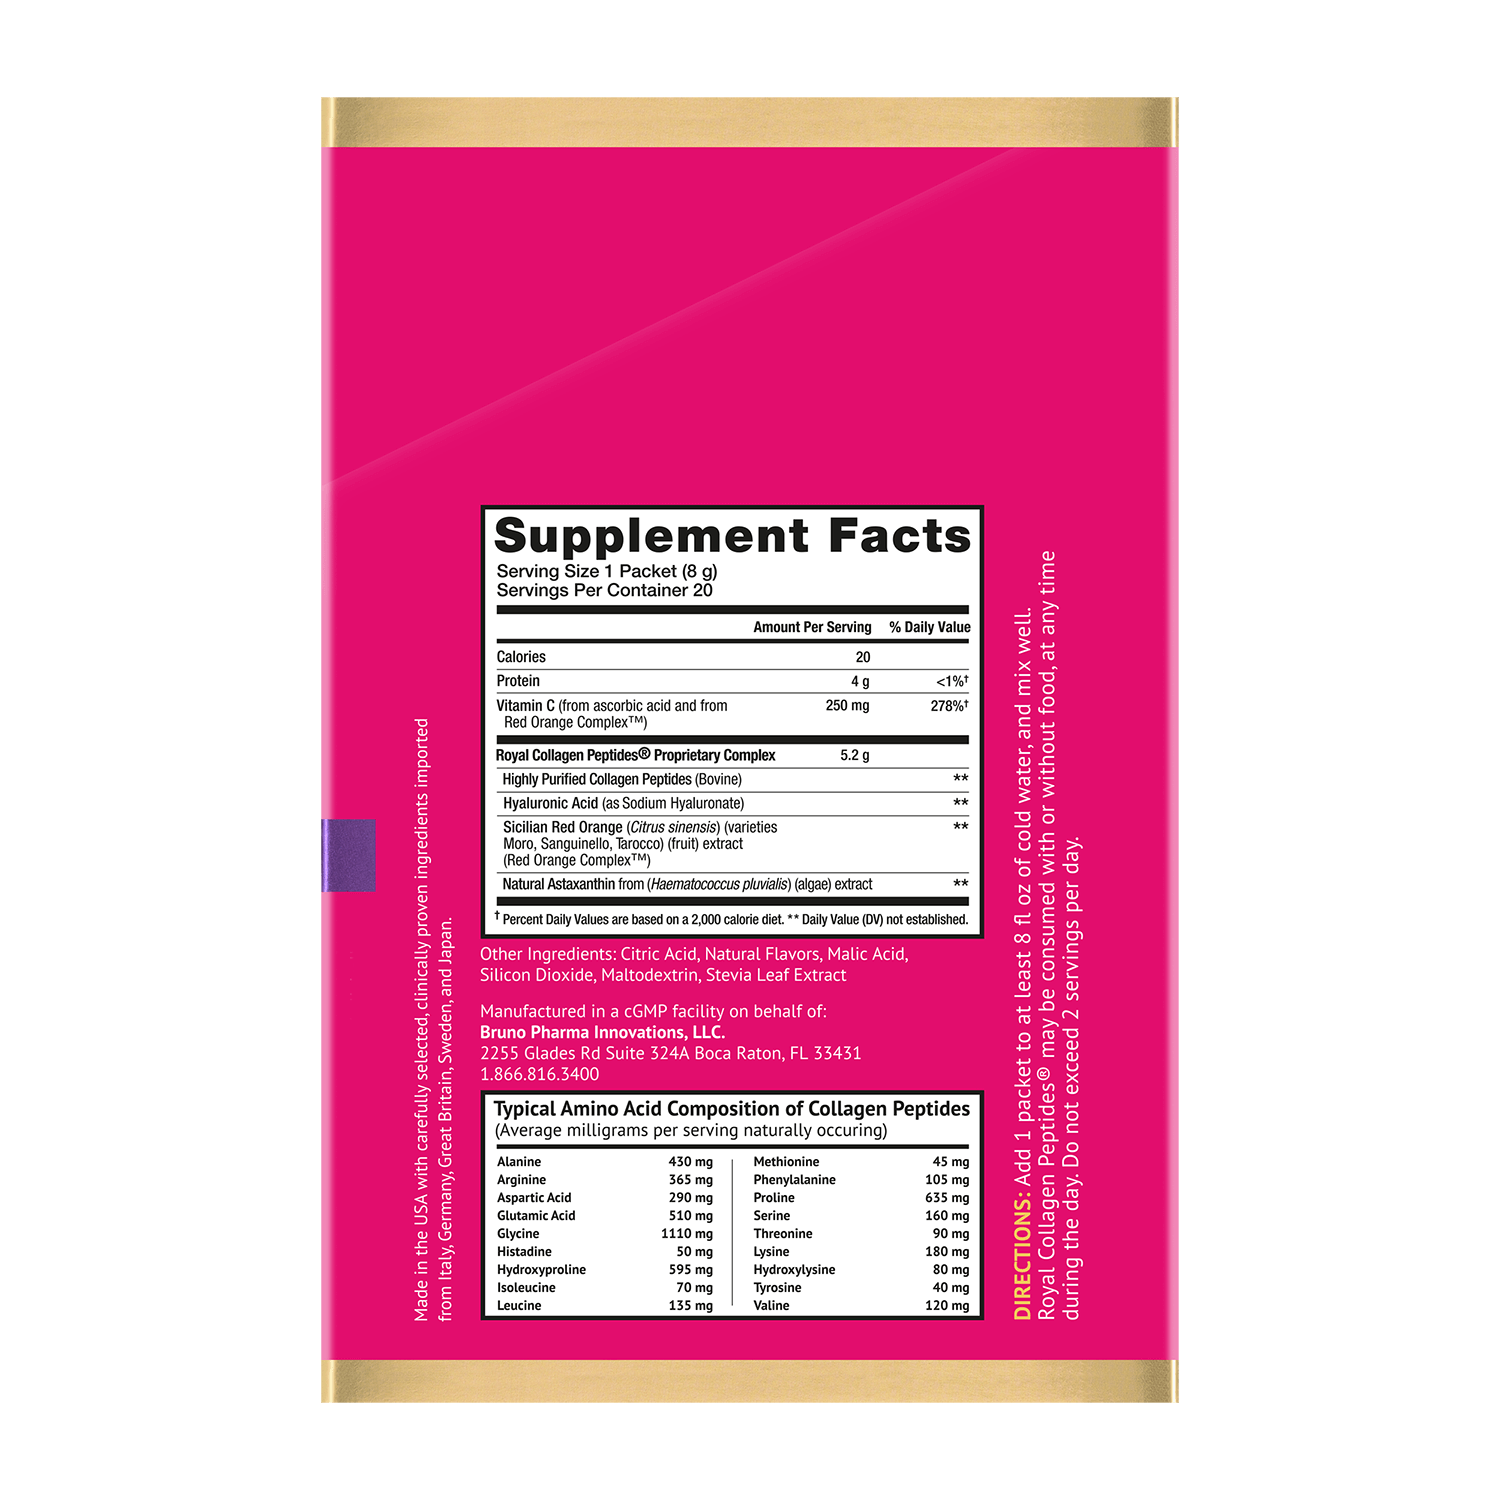 Supplement Facts
Serving Size 1 Packet (8 g)
Servings Per Container 20
Amount Per Serving % Daily Value
Calories 20
Protein 4 g <1%†
Vitamin C (from ascorbic acid and from 250 mg 278%†
Red Orange Complex™)
Royal Collagen Peptides® Proprietary Complex 5.2 g
Highly Purified Collagen Peptides (Bovine) **
Hyaluronic Acid (as Sodium Hyaluronate) **
Sicilian Red Orange (Citrus sinensis) (varieties **
Moro, Sanguinello, Tarocco) (fruit) extract
(Red Orange Complex™)
Natural Astaxanthin from (Haematococcus pluvialis) (algae) extract **
† Percent Daily Values are based on a 2,000 calorie diet. ** Daily Value (DV) not established.
Other Ingredients: Citric Acid, Natural Flavors, Malic Acid,
Silicon Dioxide, Maltodextrin, Stevia Leaf Extract
Manufactured in a cGMP facility on behalf of:
Bruno Pharma Innovations, LLC.
2255 Glades Rd Suite 324A Boca Raton, FL 33431
1.866.816.3400
Typical Amino Acid Composition of Collagen Peptides
(Average milligrams per serving naturally occuring)
Alanine 430 mg
Arginine 365 mg
Aspartic Acid 290 mg
Glutamic Acid 510 mg
Glycine 1110 mg
Histadine 50 mg
Hydroxyproline 595 mg
Isoleucine 70 mg
Leucine 135 mg
Methionine 45 mg
Phenylalanine 105 mg
Proline 635 mg
Serine 160 mg
Threonine 90 mg
Lysine 180 mg
Hydroxylysine 80 mg
Tyrosine 40 mg
Valine 120 mg
Made in the USA with carefully selected, clinically proven ingredients imported
from Italy, Germany, Great Britain, Sweden, and Japan.
DIRECTIONS: Add 1 packet to at least 8 fl oz of cold water, and mix well.
Royal Collagen Peptides® may be consumed with or without food, at any time
during the day. Do not exceed 2 servings per day.